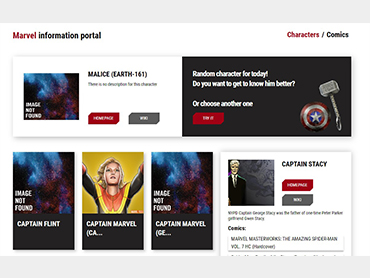 Marvel information portal
Characters / Comics
IMAGE
NOT
FOUND
MALICE (EARTH-161)
There is no description for this character
HOMEPAGE
WIKI
Random character for today!
Do you want to get to know him better?
Or choose another one
TRY IT
IMAGE
NOT
FOUND
CAPTAIN FLINT
CAPTAIN MARVEL
(CA...
IMAGE
NOT
FOUND
CAPTAIN MARVEL
(GE...
CAPTAIN STACY
HOMEPAGE
WIKI
NYPD Captain George Stacy was the father of one-time Peter Parker
girlfriend Gwen Stacy.
Comics:
MARVEL MASTERWORKS: THE AMAZING SPIDER-MAN
VOL. 7 HC (Hardcover)